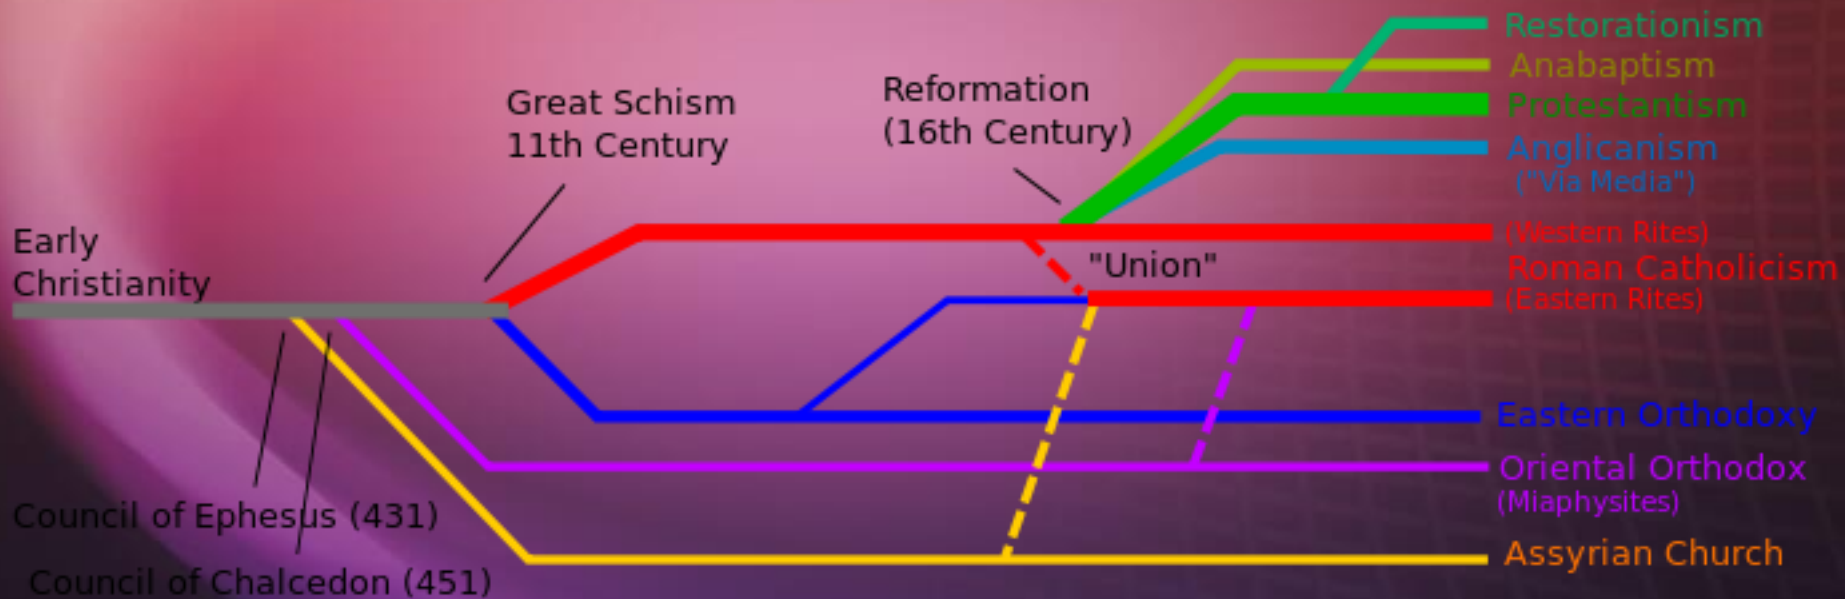 Restorationism
Anabaptism
Protestantism
Anglicanism
("Via Media")
Great Schism
11th Century
Reformation
(16th Century)
Early
Christianity
"Union"
(Western Rites)
Roman Catholicism
(Eastern Rites)
Eastern Orthodoxy
Oriental Orthodox
(Miaphysites)
Assyrian Church
Council of Ephesus (431)
Council of Chalcedon (451)